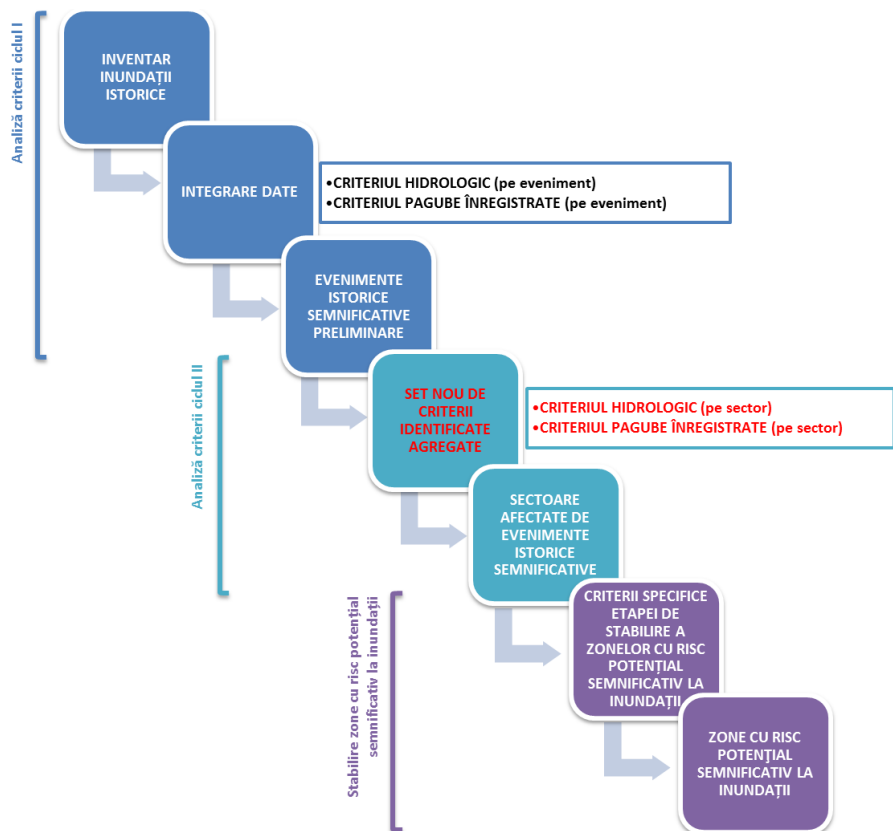 Analiză criterii ciclul I
INVENTAR
INUNDAȚII
ISTORICE
INTEGRARE DATE
•CRITERIUL HIDROLOGIC (pe eveniment)
•CRITERIUL PAGUBE ÎNREGISTRATE (pe eveniment)
EVENIMENTE
ISTORICE
SEMNIFICATIVE
PRELIMINARE
Analiză criterii ciclul II
SET NOU DE
CRITERII
IDENTIFICATE
AGREGATE
•CRITERIUL HIDROLOGIC (pe sector)
•CRITERIUL PAGUBE ÎNREGISTRATE (pe sector)
SECTOARE
AFECTATE DE
EVENIMENTE
ISTORICE
SEMNIFICATIVE
Stabilire zone cu risc potențial
semnificativ la inundații
CRITERII SPECIFICE
ETAPEI DE
STABILIRE A
ZONELOR CU RISC
POTENȚIAL
SEMNIFICATIV LA
INUNDAȚII
ZONE CU RISC
POTENŢIAL
SEMNIFICATIV LA
INUNDAȚII